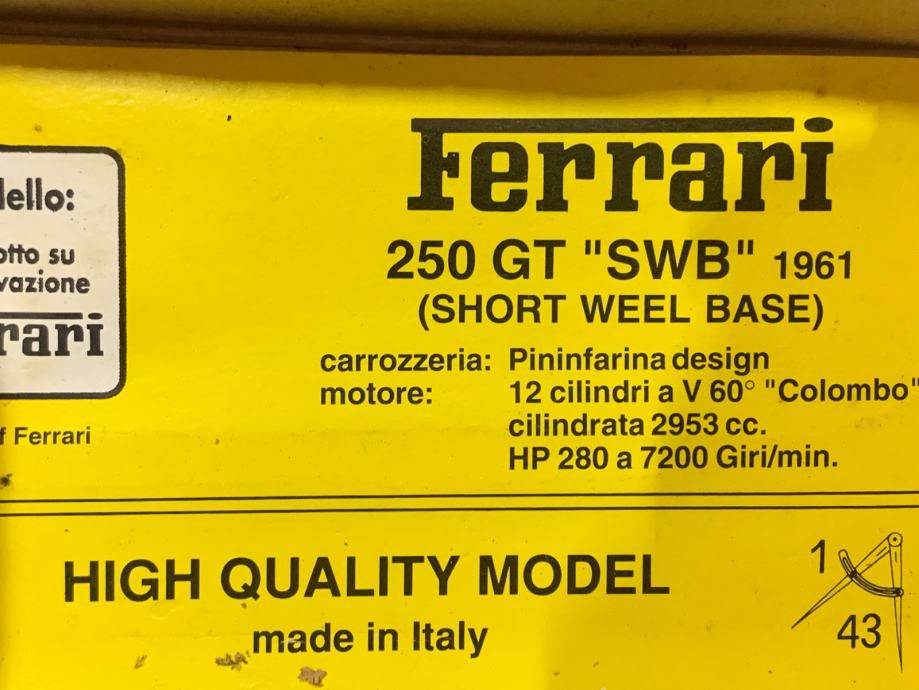 dello:
otto su
vazione
rrari
f Ferrari
Ferrari
250 GT "SWB" 1961
(SHORT WEEL BASE)
carrozzeria: Pininfarina design
motore: 12 cilindri a V 60° "Colombo"
cilindrata 2953 cc.
HP 280 a 7200 Giri/min.
HIGH QUALITY MODEL
made in Italy
1
43